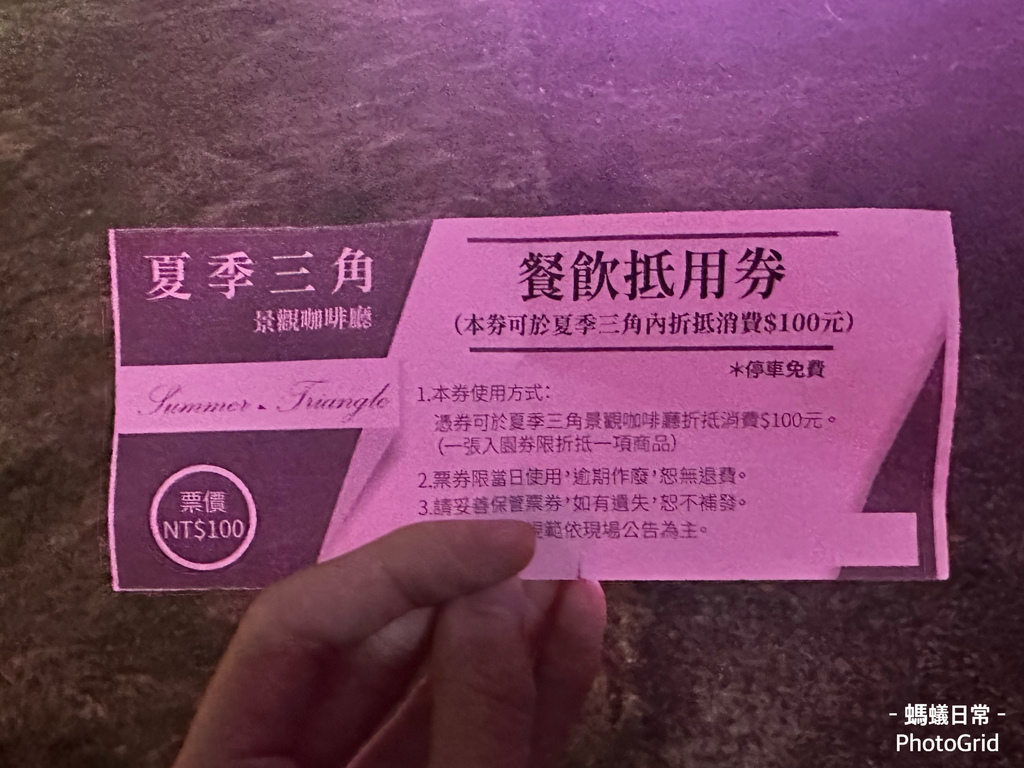 夏季三角
景觀咖啡廳
Summer Triangle
票價
NT$100
餐飲抵用券
(本券可於夏季三角內折抵消費$100元)
*停車免費
1.本券使用方式：
憑券可於夏季三角景觀咖啡廳折抵消費$100元。
(一張入園券限折抵一項商品)
2.票券限當日使用，逾期作廢，恕無退費。
3.請妥善保管票券，如有遺失，恕不補發。
規範依現場公告為主。
- 螞蟻日常 -
PhotoGrid